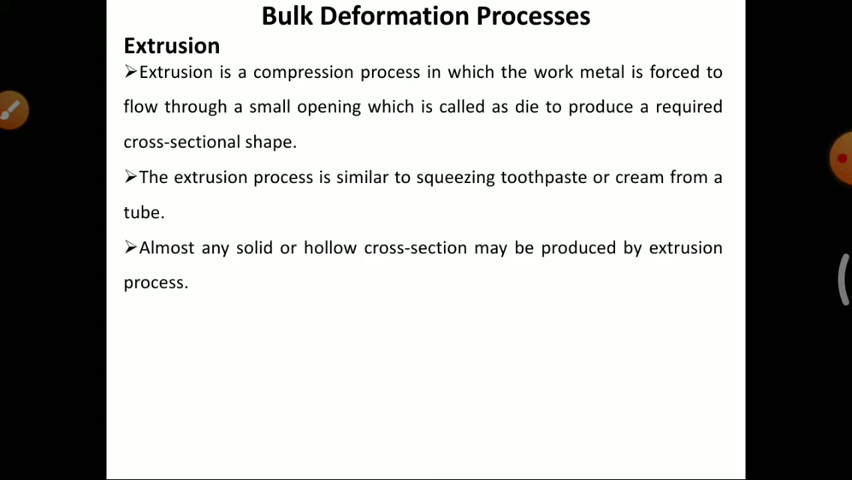 Bulk Deformation Processes
Extrusion
➢Extrusion is a compression process in which the work metal is forced to
flow through a small opening which is called as die to produce a required
cross-sectional shape.
➢The extrusion process is similar to squeezing toothpaste or cream from a
tube.
➢Almost any solid or hollow cross-section may be produced by extrusion
process.